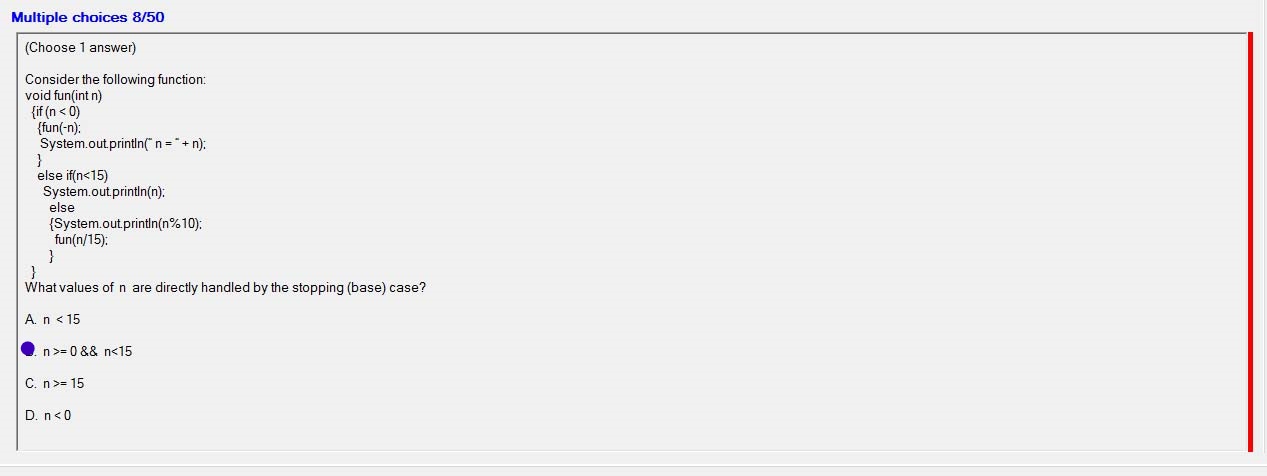 Multiple choices 8/50
(Choose 1 answer)
Consider the following function:
void fun(int n)
{if (n < 0)
{fun(-n);
System.out.println(" n = " + n);
}
else if(n<15)
System.out.println(n);
else
{System.out.println(n%10);
fun(n/15);
}
}
What values of n are directly handled by the stopping (base) case?
A. n < 15
n >= 0 && n<15
C. n >= 15
D. n < 0